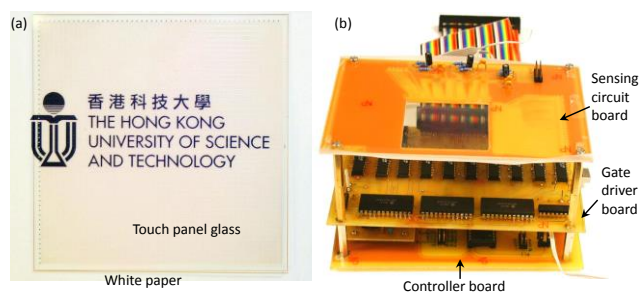 (a)
香港科技大學
THE HONG KONG
UNIVERSITY OF SCIENCE
AND TECHNOLOGY
Touch panel glass
White paper
(b)
Sensing
circuit
board
Gate
driver
board
Controller board